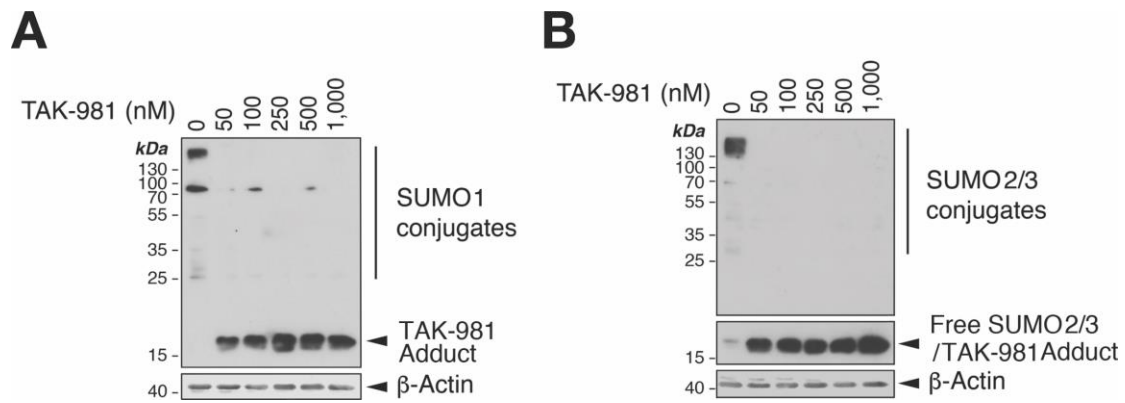 A
TAK-981 (nM)
0
50
100
250
500
1,000
kDa
130 -
100 -
70 -
55 -
35 -
25 -
15 -
40 -
SUMO1
conjugates
TAK-981
Adduct
β-Actin
B
TAK-981 (nM)
0
50
100
250
500
1,000
kDa
130 -
100 -
70 -
55 -
35 -
25 -
15 -
40 -
SUMO2/3
conjugates
Free SUMO2/3
/TAK-981Adduct
β-Actin